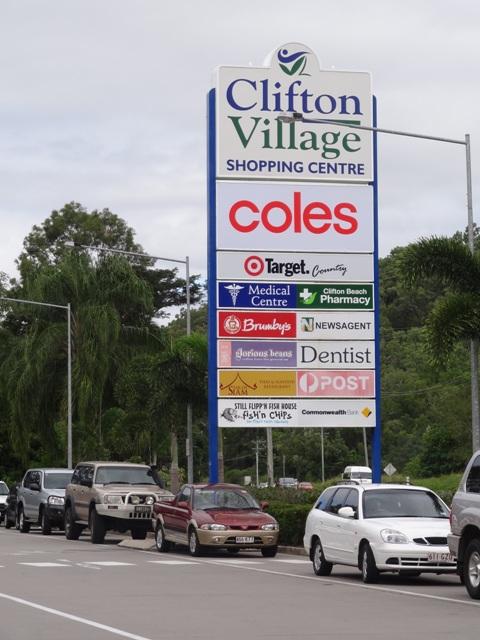 Clifton
Village
SHOPPING CENTRE
coles
Target. Country
Medical
Centre
Clifton Beach
Pharmacy
Brumby's
NEWSAGENT
glorious beans
Dentist
SIAM
POST
STILL FLIPP'N FISH HOUSE
FISH'N CHIPS
CommonwealthBank